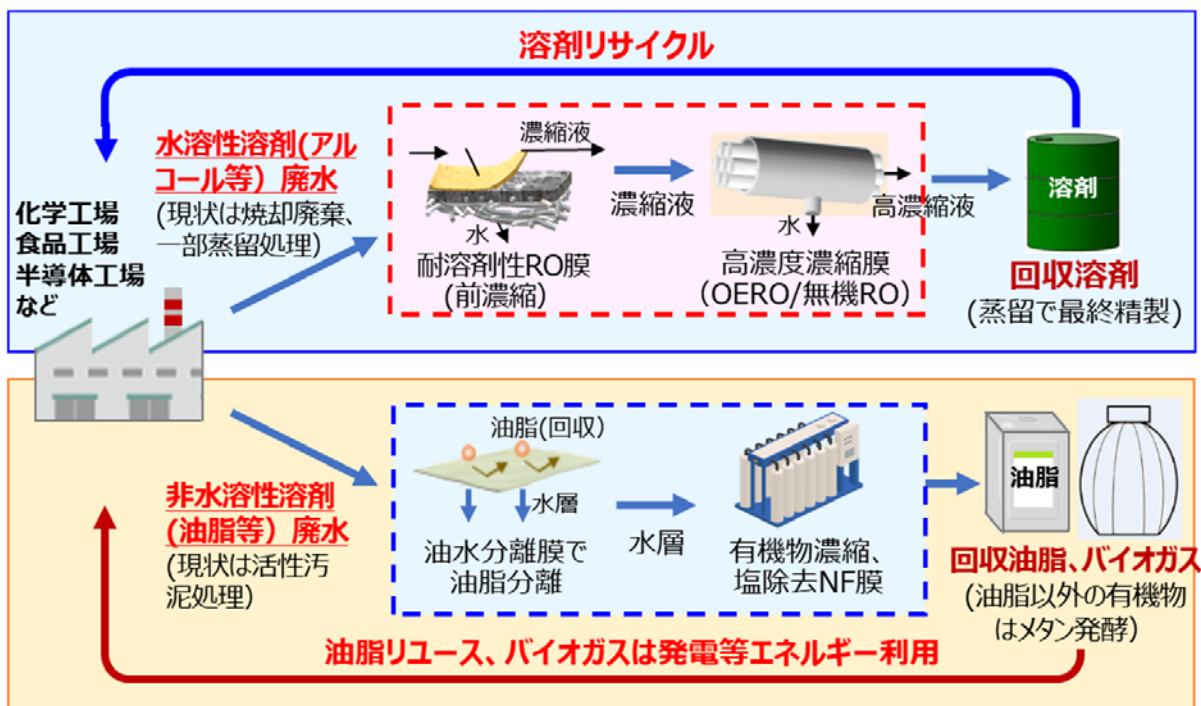 溶剤リサイクル
水溶性溶剤(アル
コール等）廃水
(現状は焼却廃棄、
一部蒸留処理)
化学工場
食品工場
半導体工場
など
濃縮液
水
耐溶剤性RO膜
(前濃縮)
濃縮液
高濃縮液
水
高濃度濃縮膜
（OERO/無機RO）
溶剤
回収溶剤
(蒸留で最終精製)
非水溶性溶剤
(油脂等）廃水
(現状は活性汚
泥処理)
油脂(回収）
水層
油水分離膜で
油脂分離
水層
有機物濃縮、
塩除去NF膜
油脂
回収油脂、バイオガス
(油脂以外の有機物
はメタン発酵)
油脂リユース、バイオガスは発電等エネルギー利用